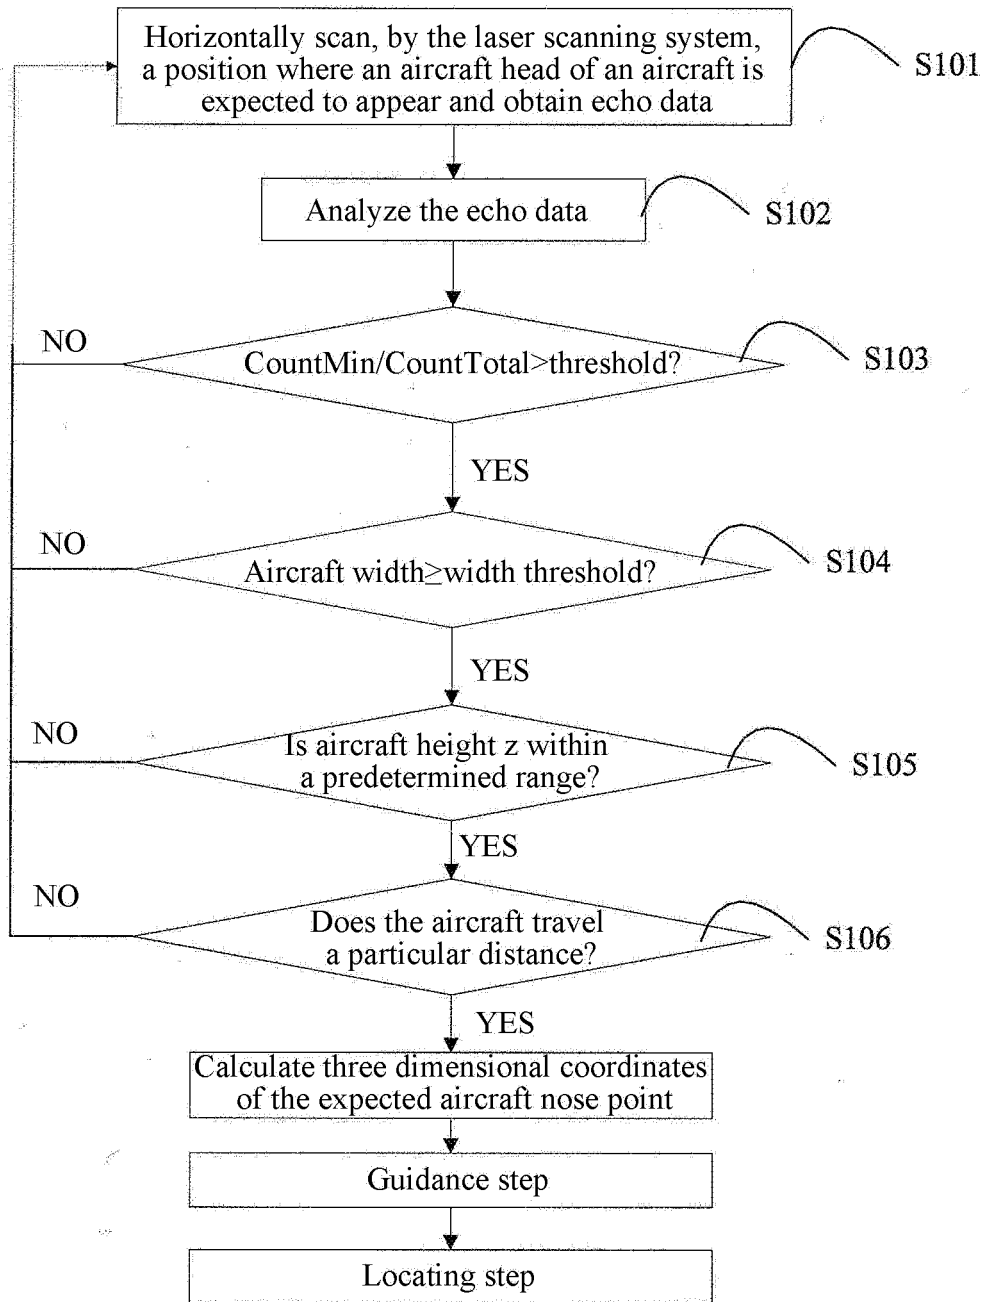 Horizontally scan, by the laser scanning system,
a position where an aircraft head of an aircraft is
expected to appear and obtain echo data
S101
Analyze the echo data
S102
NO
CountMin/CountTotal>threshold?
S103
YES
NO
Aircraft width≥width threshold?
S104
YES
NO
Is aircraft height z within
a predetermined range?
S105
YES
NO
Does the aircraft travel
a particular distance?
S106
YES
Calculate three dimensional coordinates
of the expected aircraft nose point
Guidance step
Locating step